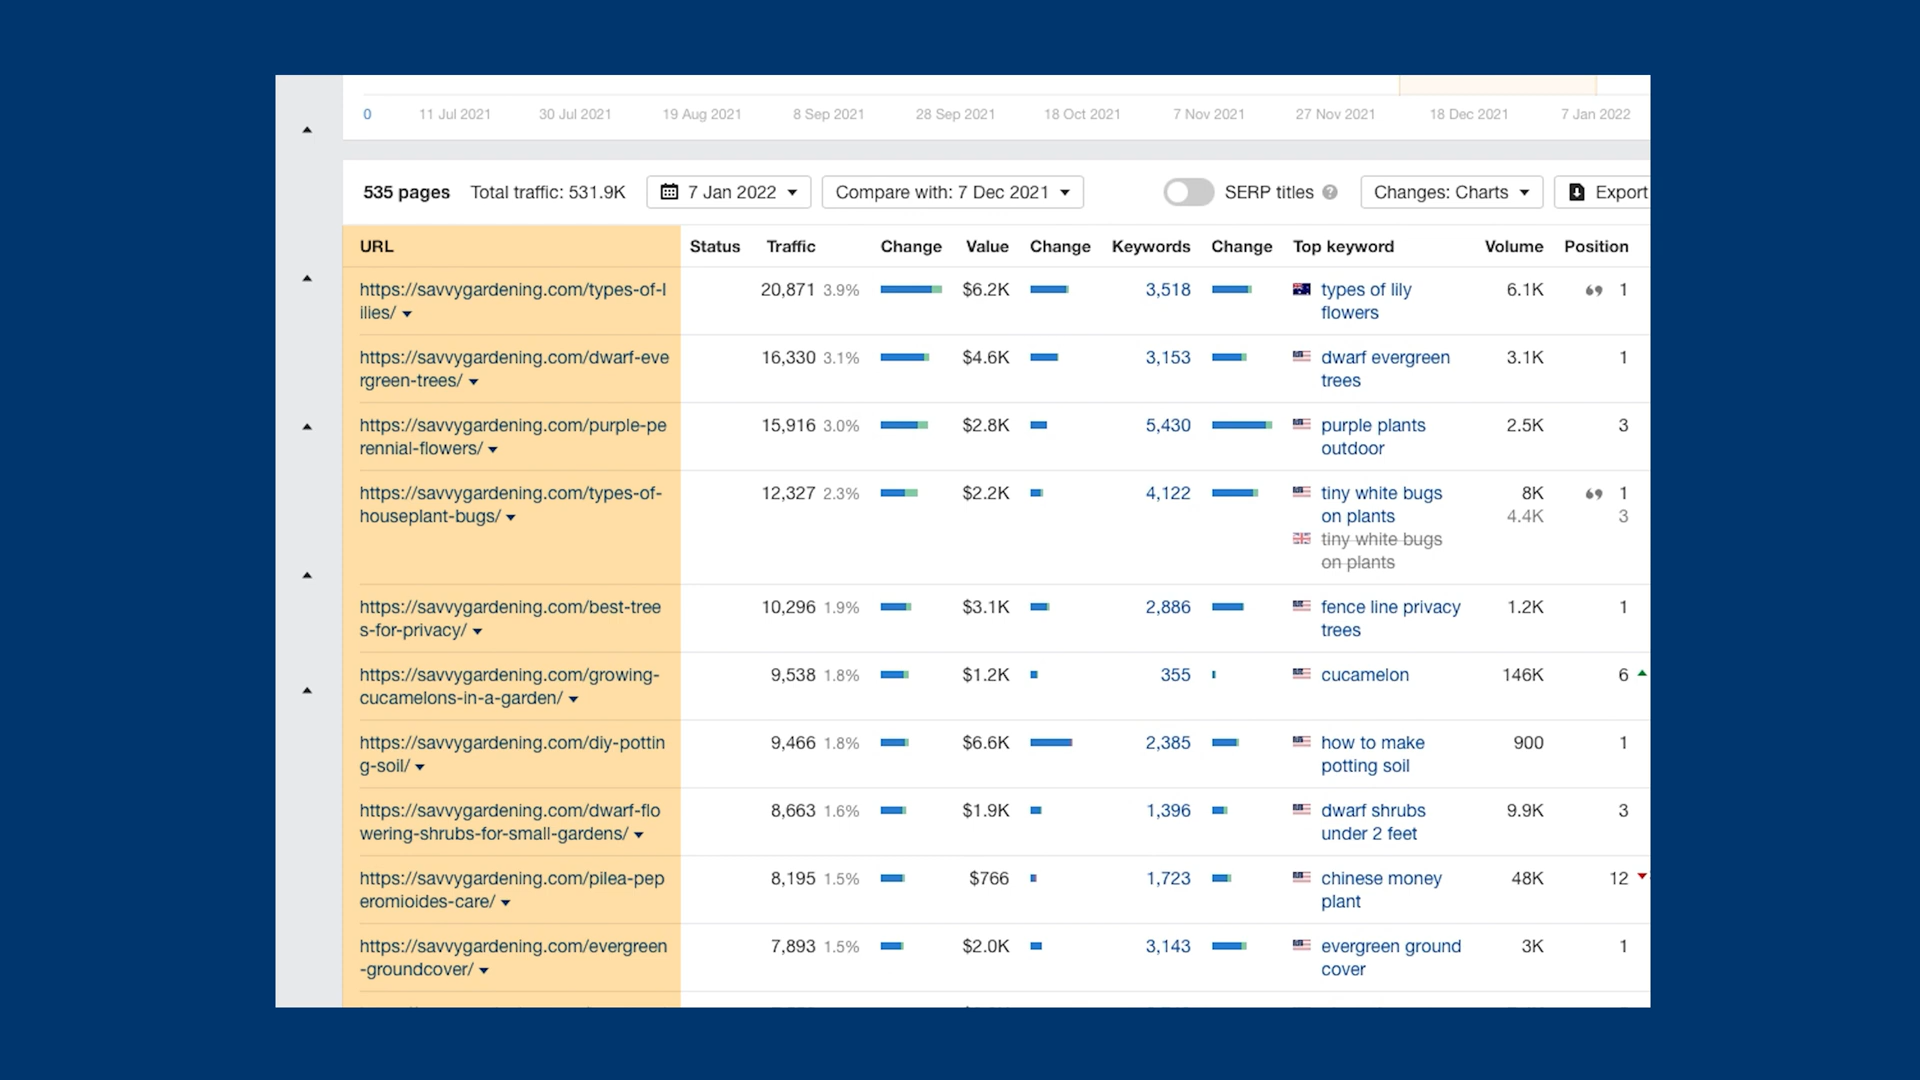 0 11 Jul 2021 30 Jul 2021 19 Aug 2021 8 Sep 2021 28 Sep 2021 18 Oct 2021 7 Nov 2021 27 Nov 2021 18 Dec 2021 7 Jan 2022
535 pages Total traffic: 531.9K 7 Jan 2022 Compare with: 7 Dec 2021 SERP titles ? Changes: Charts Export
URL Status Traffic Change Value Change Keywords Change Top keyword Volume Position
https://savvygardening.com/types-of-l 20,871 3.9% $6.2K 3,518 types of lily 6.1K 1
ilies/ flowers
https://savvygardening.com/dwarf-eve 16,330 3.1% $4.6K 3,153 dwarf evergreen 3.1K 1
rgreen-trees/ trees
https://savvygardening.com/purple-pe 15,916 3.0% $2.8K 5,430 purple plants 2.5K 3
rennial-flowers/ outdoor
https://savvygardening.com/types-of- 12,327 2.3% $2.2K 4,122 tiny white bugs 8K 1
houseplant-bugs/ on plants 4.4K 3
tiny white bugs
on plants
https://savvygardening.com/best-tree 10,296 1.9% $3.1K 2,886 fence line privacy 1.2K 1
s-for-privacy/ trees
https://savvygardening.com/growing- 9,538 1.8% $1.2K 355 cucamelon 146K 6
cucamelons-in-a-garden/
https://savvygardening.com/diy-pottin 9,466 1.8% $6.6K 2,385 how to make 900 1
g-soil/ potting soil
https://savvygardening.com/dwarf-flo 8,663 1.6% $1.9K 1,396 dwarf shrubs 9.9K 3
wering-shrubs-for-small-gardens/ under 2 feet
https://savvygardening.com/pilea-pep 8,195 1.5% $766 1,723 chinese money 48K 12
eromioides-care/ plant
https://savvygardening.com/evergreen 7,893 1.5% $2.0K 3,143 evergreen ground 3K 1
-groundcover/ cover